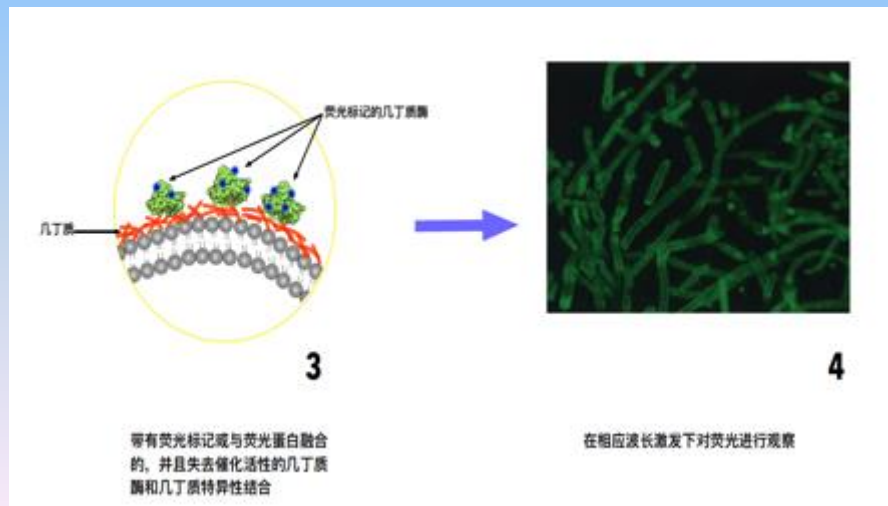 荧光标记的几丁质酶
几丁质
3
4
带有荧光标记或与荧光蛋白融合
的，并且失去催化活性的几丁质
酶和几丁质特异性结合
在相应波长激发下对荧光进行观察